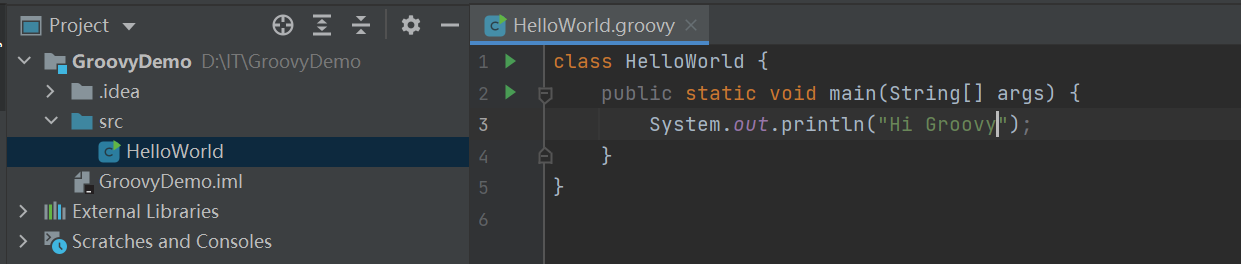 Project
GroovyDemo D:\IT\GroovyDemo
.idea
src
HelloWorld
GroovyDemo.iml
External Libraries
Scratches and Consoles
HelloWorld.groovy
1 class HelloWorld {
2 public static void main(String[] args) {
3 System.out.println("Hi Groovy");
4 }
5 }
6